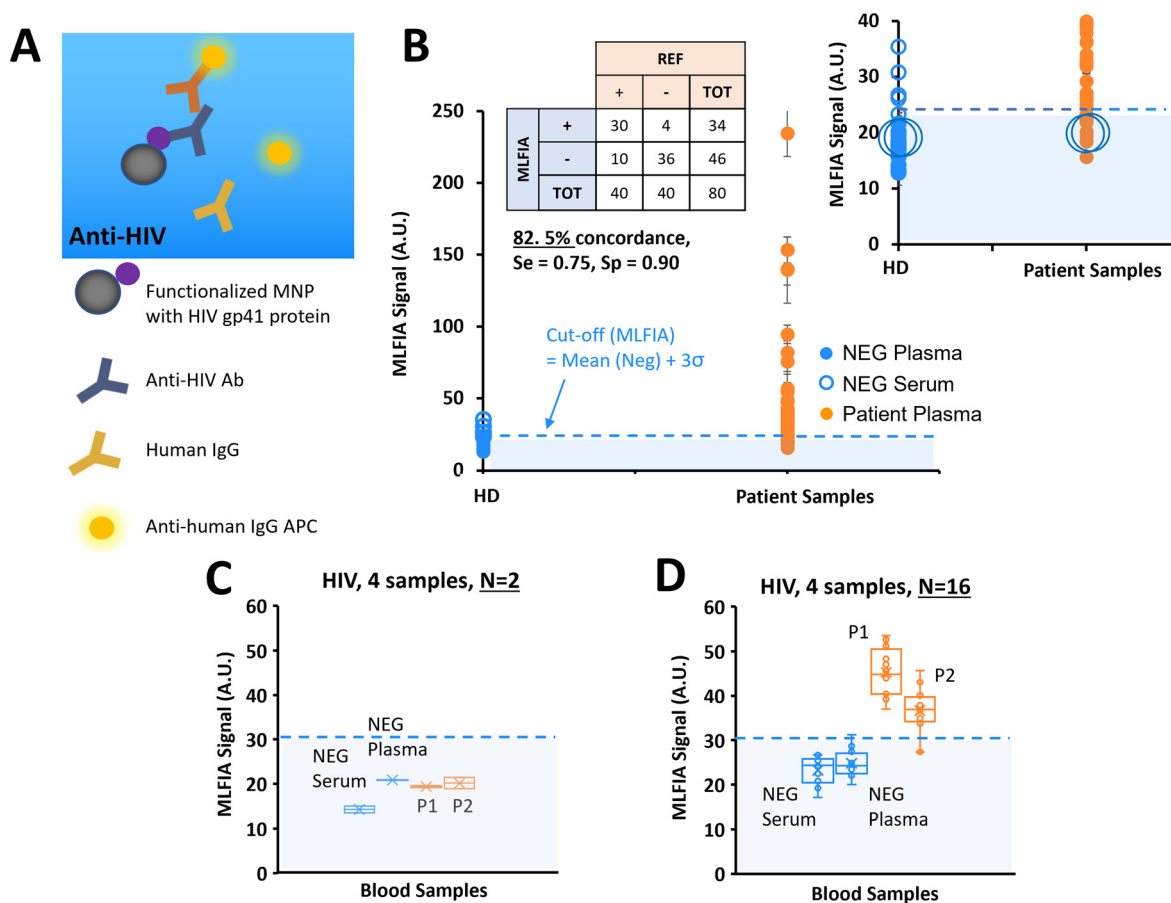 A
Anti-HIV
Functionalized MNP
with HIV gp41 protein
Anti-HIV Ab
Human IgG
Anti-human IgG APC
B
MLFIA Signal (A.U.)
250
200
150
100
50
0
HD
Patient Samples
REF
+ - TOT
MLFIA
+ 30 4 34
- 10 36 46
TOT 40 40 80
82. 5% concordance,
Se = 0.75, Sp = 0.90
Cut-off (MLFIA)
= Mean (Neg) + 3σ
MLFIA Signal (A.U.)
40
30
20
10
0
HD
Patient Samples
NEG Plasma
NEG Serum
Patient Plasma
C
HIV, 4 samples, N=2
MLFIA Signal (A.U.)
60
50
40
30
20
10
0
NEG
Plasma
NEG
Serum
P1
P2
Blood Samples
D
HIV, 4 samples, N=16
MLFIA Signal (A.U.)
60
50
40
30
20
10
0
P1
P2
NEG
Serum
NEG
Plasma
Blood Samples